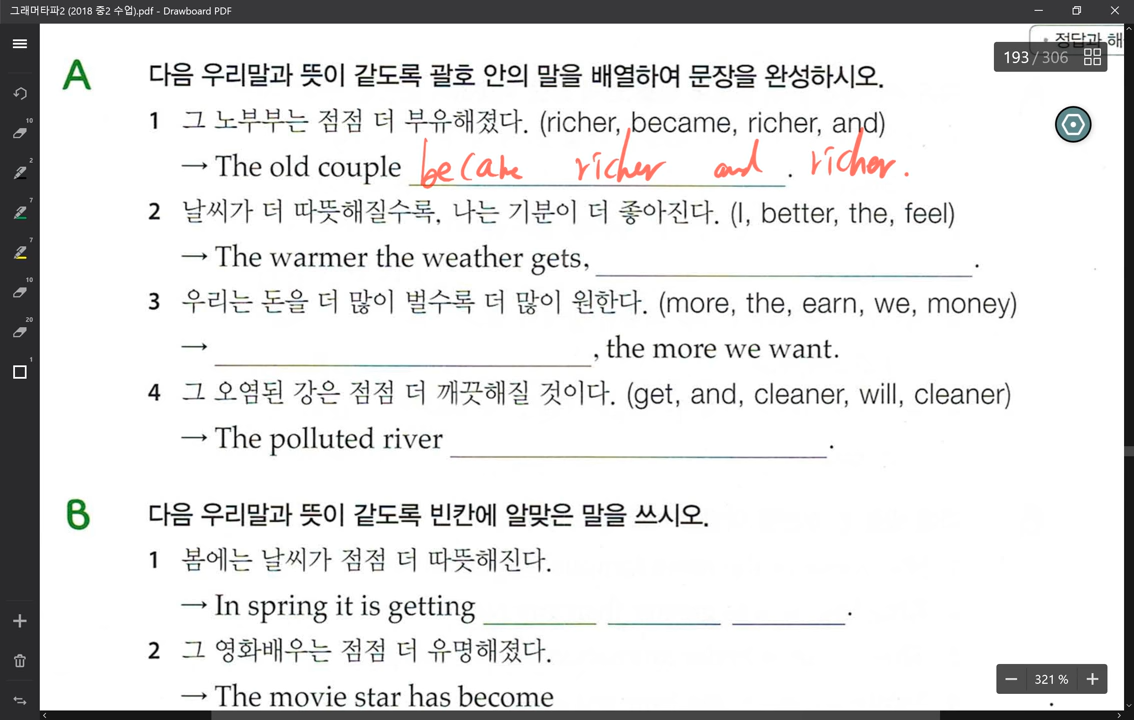 그래머타파2 (2018 중2 수업).pdf - Drawboard PDF
정답과 해
193 / 306
A 다음 우리말과 뜻이 같도록 괄호 안의 말을 배열하여 문장을 완성하시오.
1 그 노부부는 점점 더 부유해졌다. (richer, became, richer, and)
→ The old couple became richer and . richer.
2 날씨가 더 따뜻해질수록, 나는 기분이 더 좋아진다. (I, better, the, feel)
→ The warmer the weather gets, .
3 우리는 돈을 더 많이 벌수록 더 많이 원한다. (more, the, earn, we, money)
→ , the more we want.
4 그 오염된 강은 점점 더 깨끗해질 것이다. (get, and, cleaner, will, cleaner)
→ The polluted river .
B 다음 우리말과 뜻이 같도록 빈칸에 알맞은 말을 쓰시오.
1 봄에는 날씨가 점점 더 따뜻해진다.
→ In spring it is getting .
2 그 영화배우는 점점 더 유명해졌다.
→ The movie star has become .
10
2
7
7
10
20
1
321 %